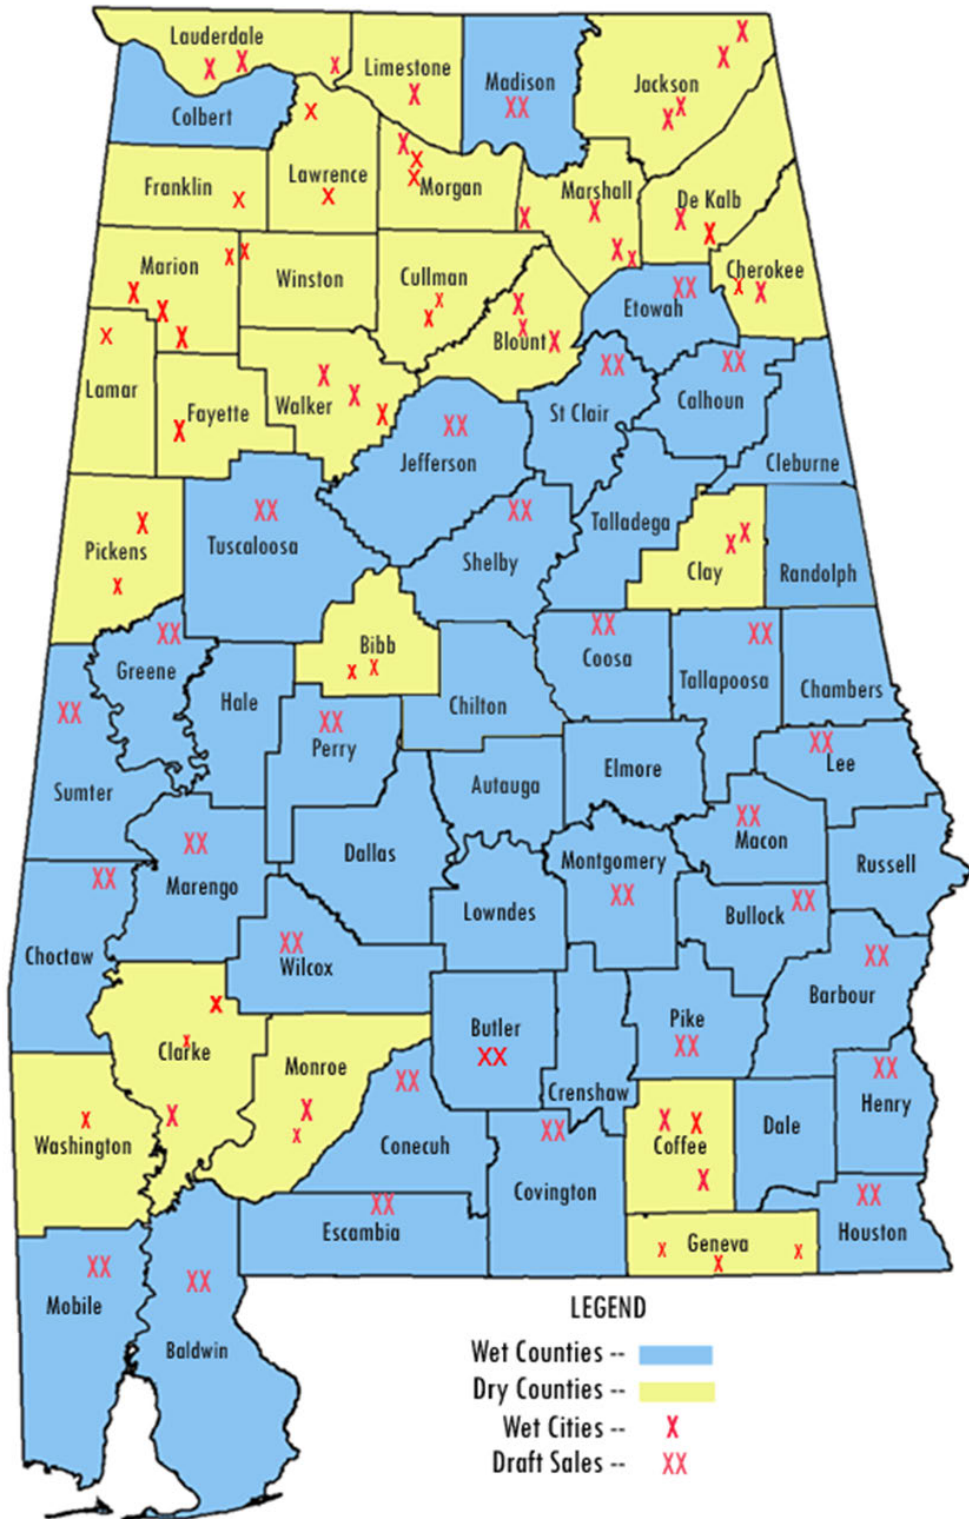 Lauderdale
Limestone
Madison
XX
Jackson
X
X
X
X
X
X
X
X
X
Colbert
X
Franklin
X
Lawrence
X
Morgan
X
X
X
Marshall
X
X
X
X
De Kalb
X
X
Cherokee
X
X
Marion
X
X
X
X
X
Winston
Cullman
X
X
Blount
X
X
X
Etowah
XX
Lamar
X
Fayette
X
Walker
X
X
X
Jefferson
XX
St Clair
XX
Calhoun
XX
Cleburne
Pickens
X
X
Tuscaloosa
XX
Shelby
XX
Talladega
Clay
X
X
Randolph
Greene
XX
Hale
Bibb
X
X
Chilton
Coosa
XX
Tallapoosa
XX
Chambers
Sumter
XX
Perry
XX
Autauga
Elmore
Lee
XX
Marengo
XX
Dallas
Lowndes
Montgomery
XX
Macon
XX
Russell
Choctaw
XX
Wilcox
XX
Bullock
XX
Barbour
XX
Clarke
X
X
X
Monroe
X
X
Butler
XX
Crenshaw
Pike
XX
Henry
XX
Washington
X
Conecuh
XX
Covington
XX
Coffee
X
X
X
Dale
Escambia
XX
Geneva
X
X
X
Houston
XX
Mobile
XX
Baldwin
XX
LEGEND
Wet Counties --
Dry Counties --
Wet Cities -- X
Draft Sales -- XX